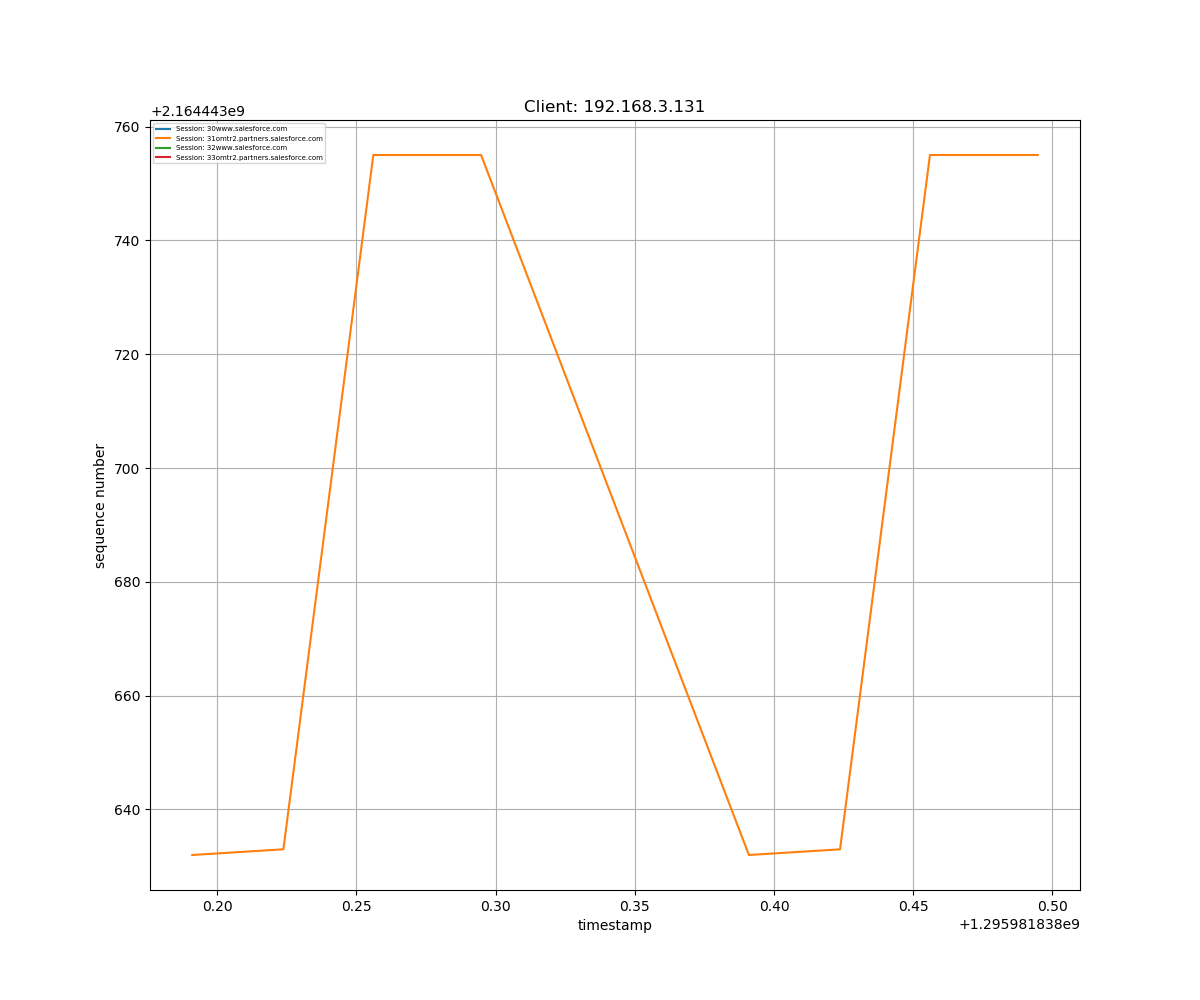 Client: 192.168.3.131
+2.164443e9
Session: 30www.salesforce.com
Session: 31omtr2.partners.salesforce.com
Session: 32www.salesforce.com
Session: 33omtr2.partners.salesforce.com
760
740
720
700
680
660
640
sequence number
0.20 0.25 0.30 0.35 0.40 0.45 0.50
timestamp
+1.295981838e9